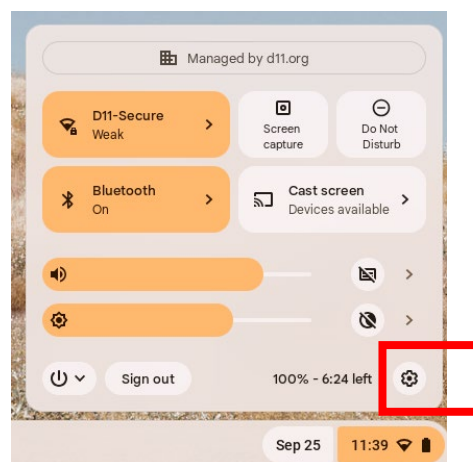 Managed by d11.org
D11-Secure
Weak
Screen
capture
Do Not
Disturb
Bluetooth
On
Cast screen
Devices available
Sign out
100% - 6:24 left
Sep 25
11:39